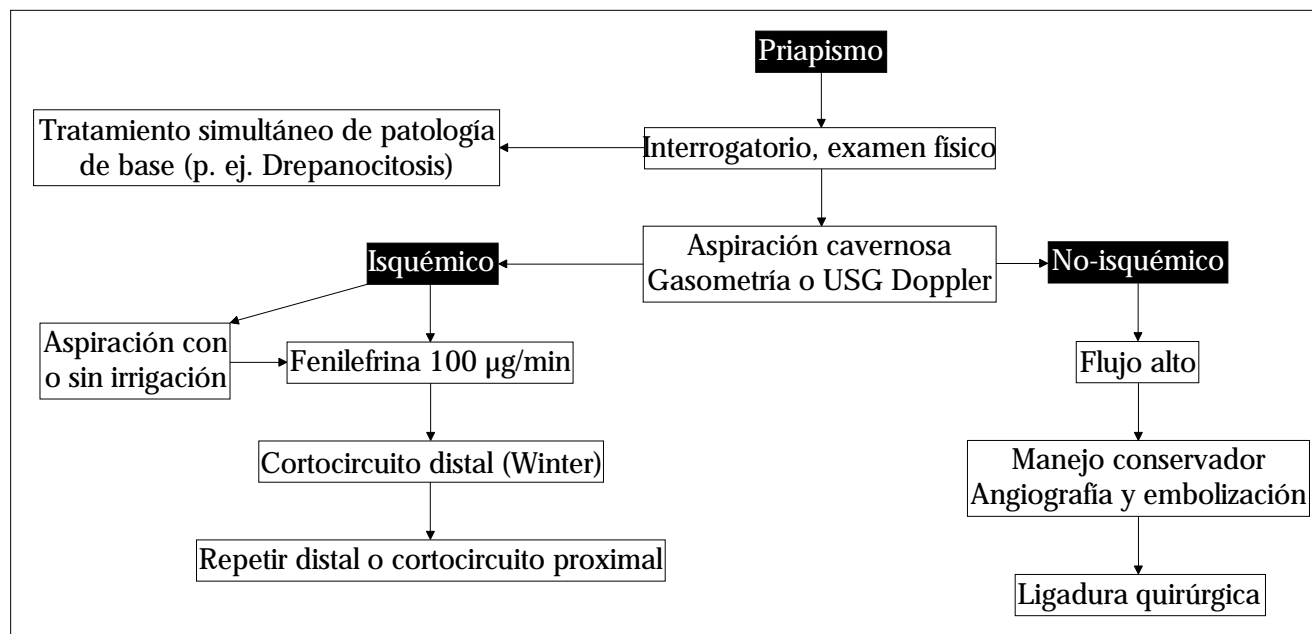 Priapismo
Tratamiento simultáneo de patología
de base (p. ej. Drepanocitosis)
Interrogatorio, examen físico
Isquémico
Aspiración cavernosa
Gasometría o USG Doppler
No-isquémico
Aspiración con
o sin irrigación
Fenilefrina 100 µg/min
Flujo alto
Cortocircuito distal (Winter)
Manejo conservador
Angiografía y embolización
Repetir distal o cortocircuito proximal
Ligadura quirúrgica